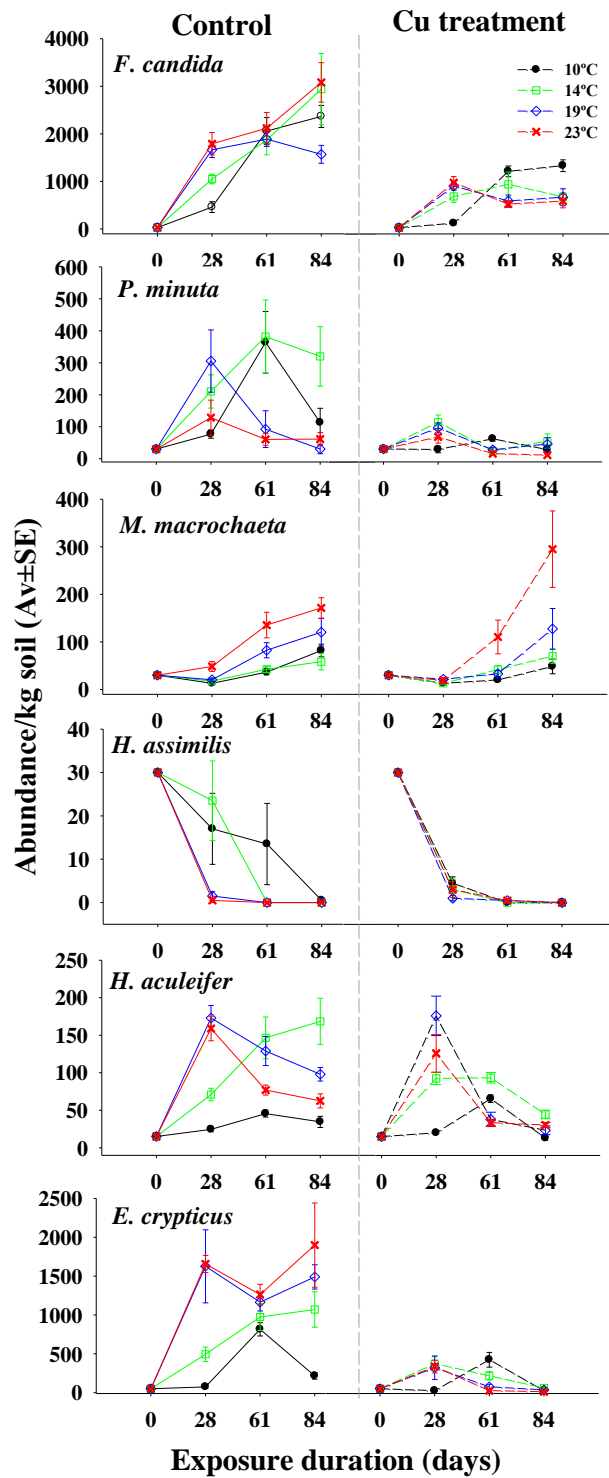 Control
Cu treatment
F. candida
10ºC
14ºC
19ºC
23ºC
4000
3000
2000
1000
0
0 28 61 84
0 28 61 84
P. minuta
600
500
400
300
200
100
0
0 28 61 84
0 28 61 84
M. macrochaeta
400
300
200
100
0
0 28 61 84
0 28 61 84
H. assimilis
40
30
20
10
0
0 28 61 84
0 28 61 84
H. aculeifer
250
200
150
100
50
0
0 28 61 84
0 28 61 84
E. crypticus
2500
2000
1500
1000
500
0
0 28 61 84
0 28 61 84
Abundance/kg soil (Av±SE)
Exposure duration (days)